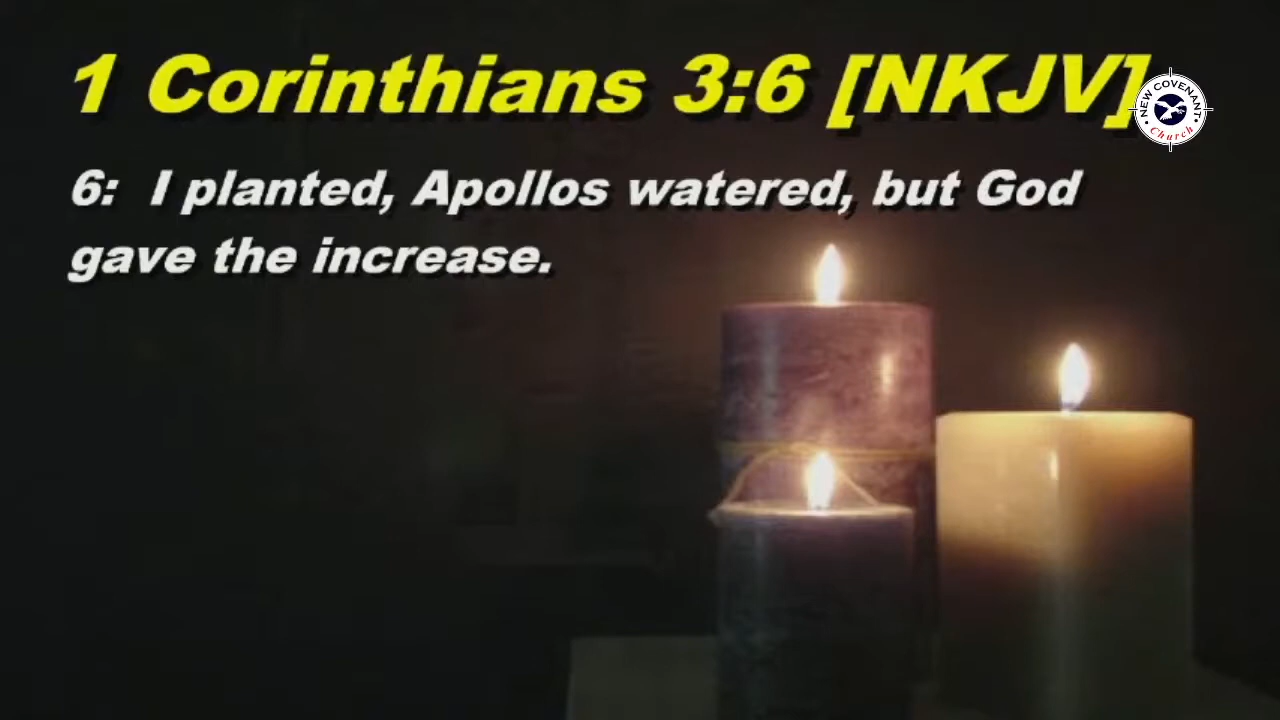 1 Corinthians 3:6 [NKJV]
NEW COVENANT
Church
6: I planted, Apollos watered, but God
gave the increase.